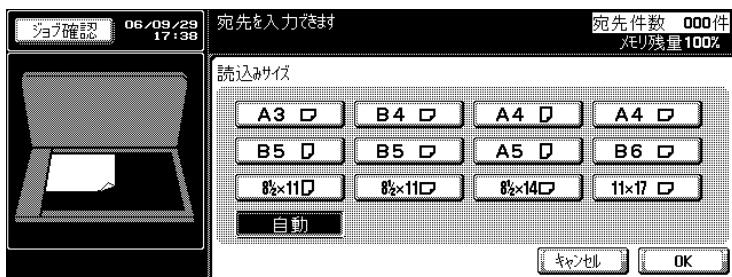 ジョブ確認 06/09/29 17:38
宛先を入力できます
宛先件数 000件
メモリ残量100%
読込みサイズ
A3 B4 A4 A4
B5 B5 A5 B6
8½×11 8½×11 8½×14 11×17
自動
キャンセル OK